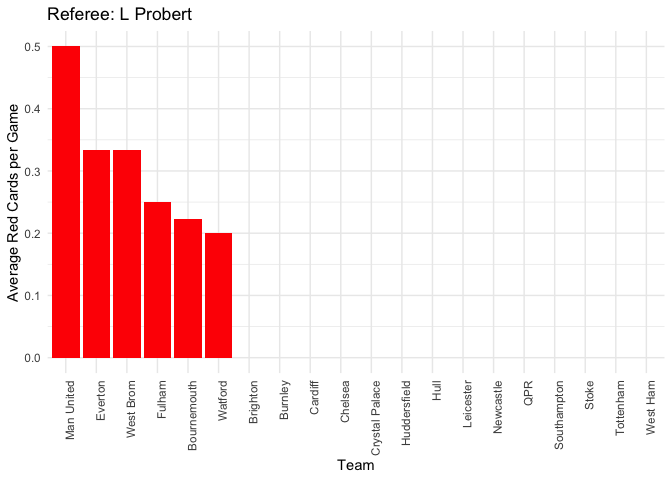 Referee: L Probert
Average Red Cards per Game
0.5
0.4
0.3
0.2
0.1
0.0
Man United
Everton
West Brom
Fulham
Bournemouth
Watford
Brighton
Burnley
Cardiff
Chelsea
Crystal Palace
Huddersfield
Hull
Leicester
Newcastle
QPR
Southampton
Stoke
Tottenham
West Ham
Team